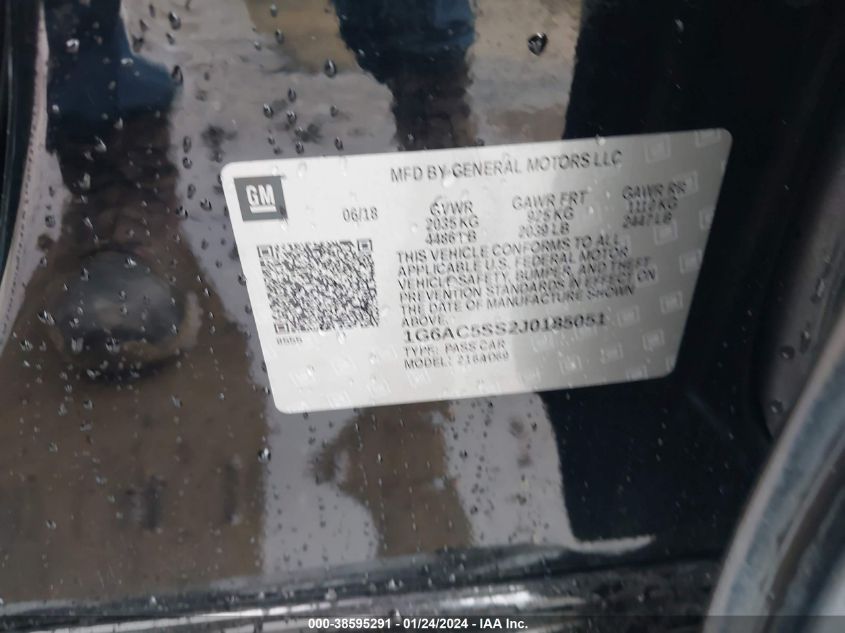 MFD BY GENERAL MOTORS LLC
GM
06/18
GVWR
2035 KG
4486 LB
GAWR FRT
925 KG
2039 LB
GAWR RR
1110 KG
2447 LB
THIS VEHICLE CONFORMS TO ALL
APPLICABLE U.S. FEDERAL MOTOR
VEHICLE SAFETY, BUMPER, AND THEFT
PREVENTION STANDARDS IN EFFECT ON
THE DATE OF MANUFACTURE SHOWN
ABOVE.
1G6AC5SS2J0185051
TYPE: PASS CAR
MODEL:
000-38595291 - 01/24/2024 - IAA Inc.